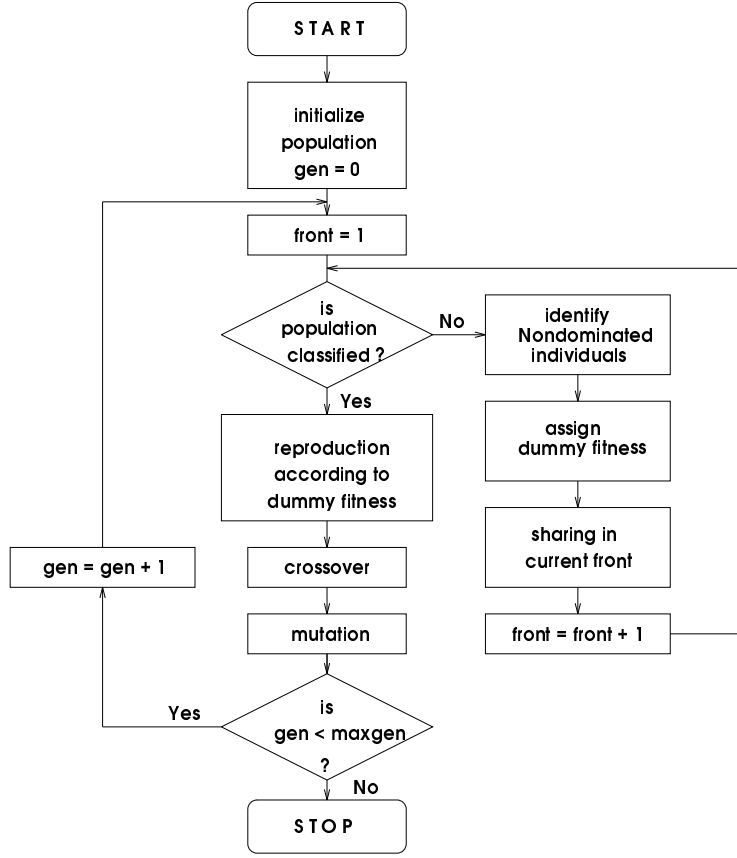 START
initialize
population
gen = 0
front = 1
is
population
classified ?
No
Yes
identify
Nondominated
individuals
assign
dummy fitness
sharing in
current front
front = front + 1
reproduction
according to
dummy fitness
crossover
mutation
is
gen < maxgen
?
Yes
gen = gen + 1
No
STOP